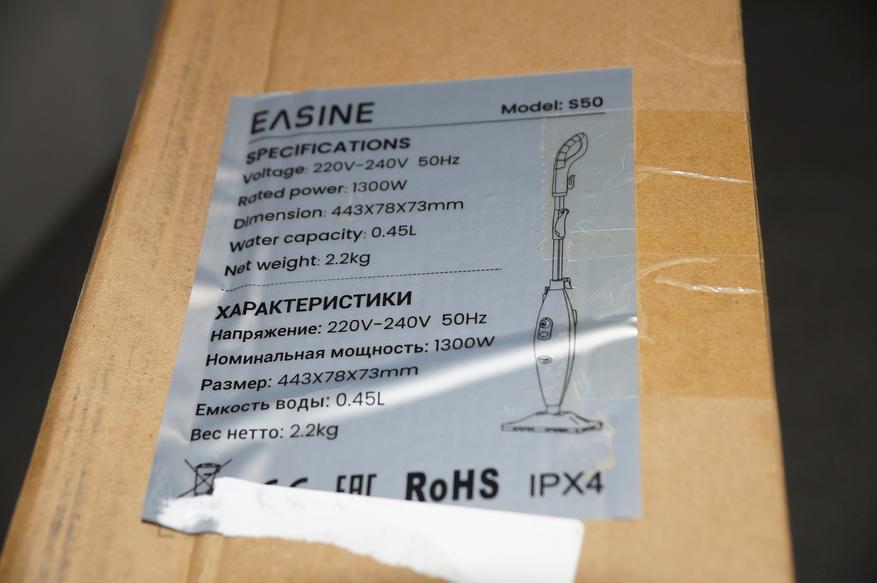 EASINE
Model: S50
SPECIFICATIONS
Voltage: 220V-240V 50Hz
Rated power: 1300W
Dimension: 443X78X73mm
Water capacity: 0.45L
Net weight: 2.2kg
ХАРАКТЕРИСТИКИ
Напряжение: 220V-240V 50Hz
Номинальная мощность: 1300W
Размер: 443X78X73mm
Емкость воды: 0.45L
Вес нетто: 2.2kg
EAC RoHS IPX4